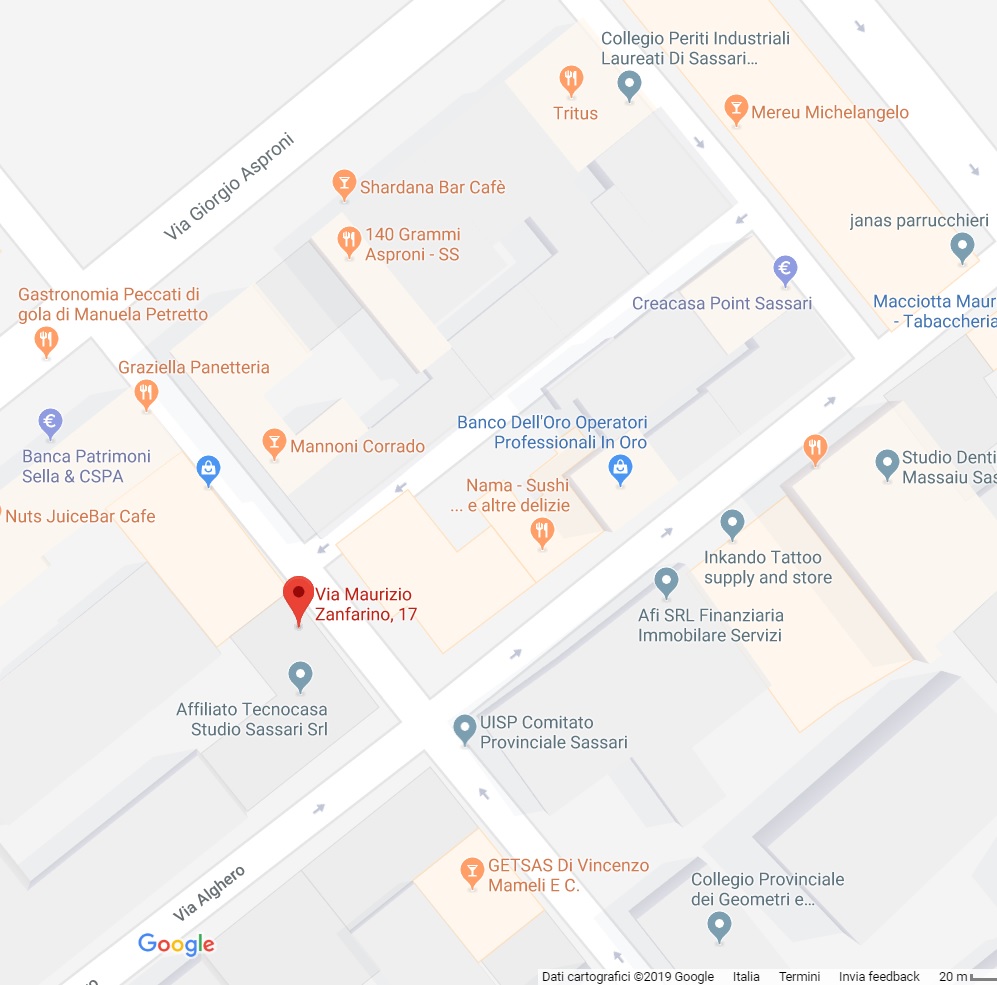 Collegio Periti Industriali
Laureati Di Sassari...
Tritus
Mereu Michelangelo
Via Giorgio Asproni
Shardana Bar Cafè
janas parrucchieri
140 Grammi
Asproni - SS
Gastronomia Peccati di
gola di Manuela Petretto
Creacasa Point Sassari
Macciotta Maur
- Tabaccheria
Graziella Panetteria
Banco Dell'Oro Operatori
Professionali In Oro
Mannoni Corrado
Banca Patrimoni
Sella & CSPA
Studio Denti
Massaiu Sas
Nama - Sushi
... e altre delizie
Nuts JuiceBar Cafe
Inkando Tattoo
supply and store
Via Maurizio
Zanfarino, 17
Afi SRL Finanziaria
Immobilare Servizi
Affiliato Tecnocasa
Studio Sassari Srl
UISP Comitato
Provinciale Sassari
GETSAS Di Vincenzo
Mameli E C.
Collegio Provinciale
dei Geometri e...
Via Alghero
Google
Dati cartografici ©2019 Google Italia Termini Invia feedback 20 m